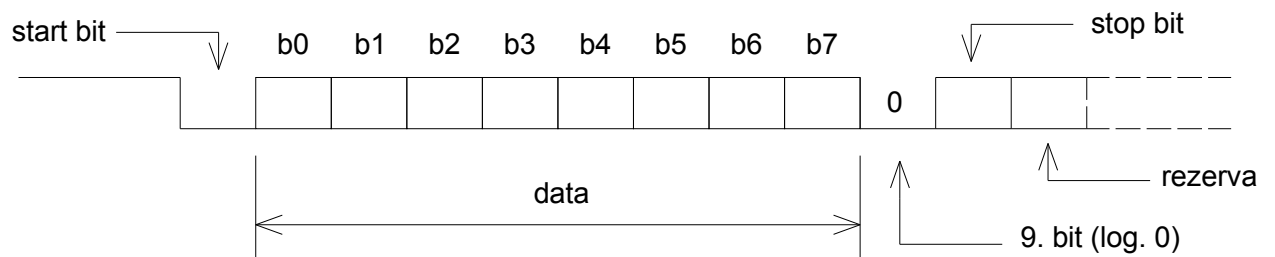 start bit
b0 b1 b2 b3 b4 b5 b6 b7
stop bit
0
data
rezerva
9. bit (log. 0)